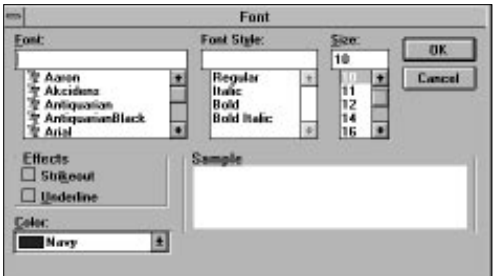 Font
Font: Font Style: Size:
10 OK
Aaron Regular 10 Cancel
Akcidens Italic 11
Antiquarian Bold 12
AntiquarianBlack Bold Italic 14
Arial 16
Effects Sample
Strikeout
Underline
Color:
Navy